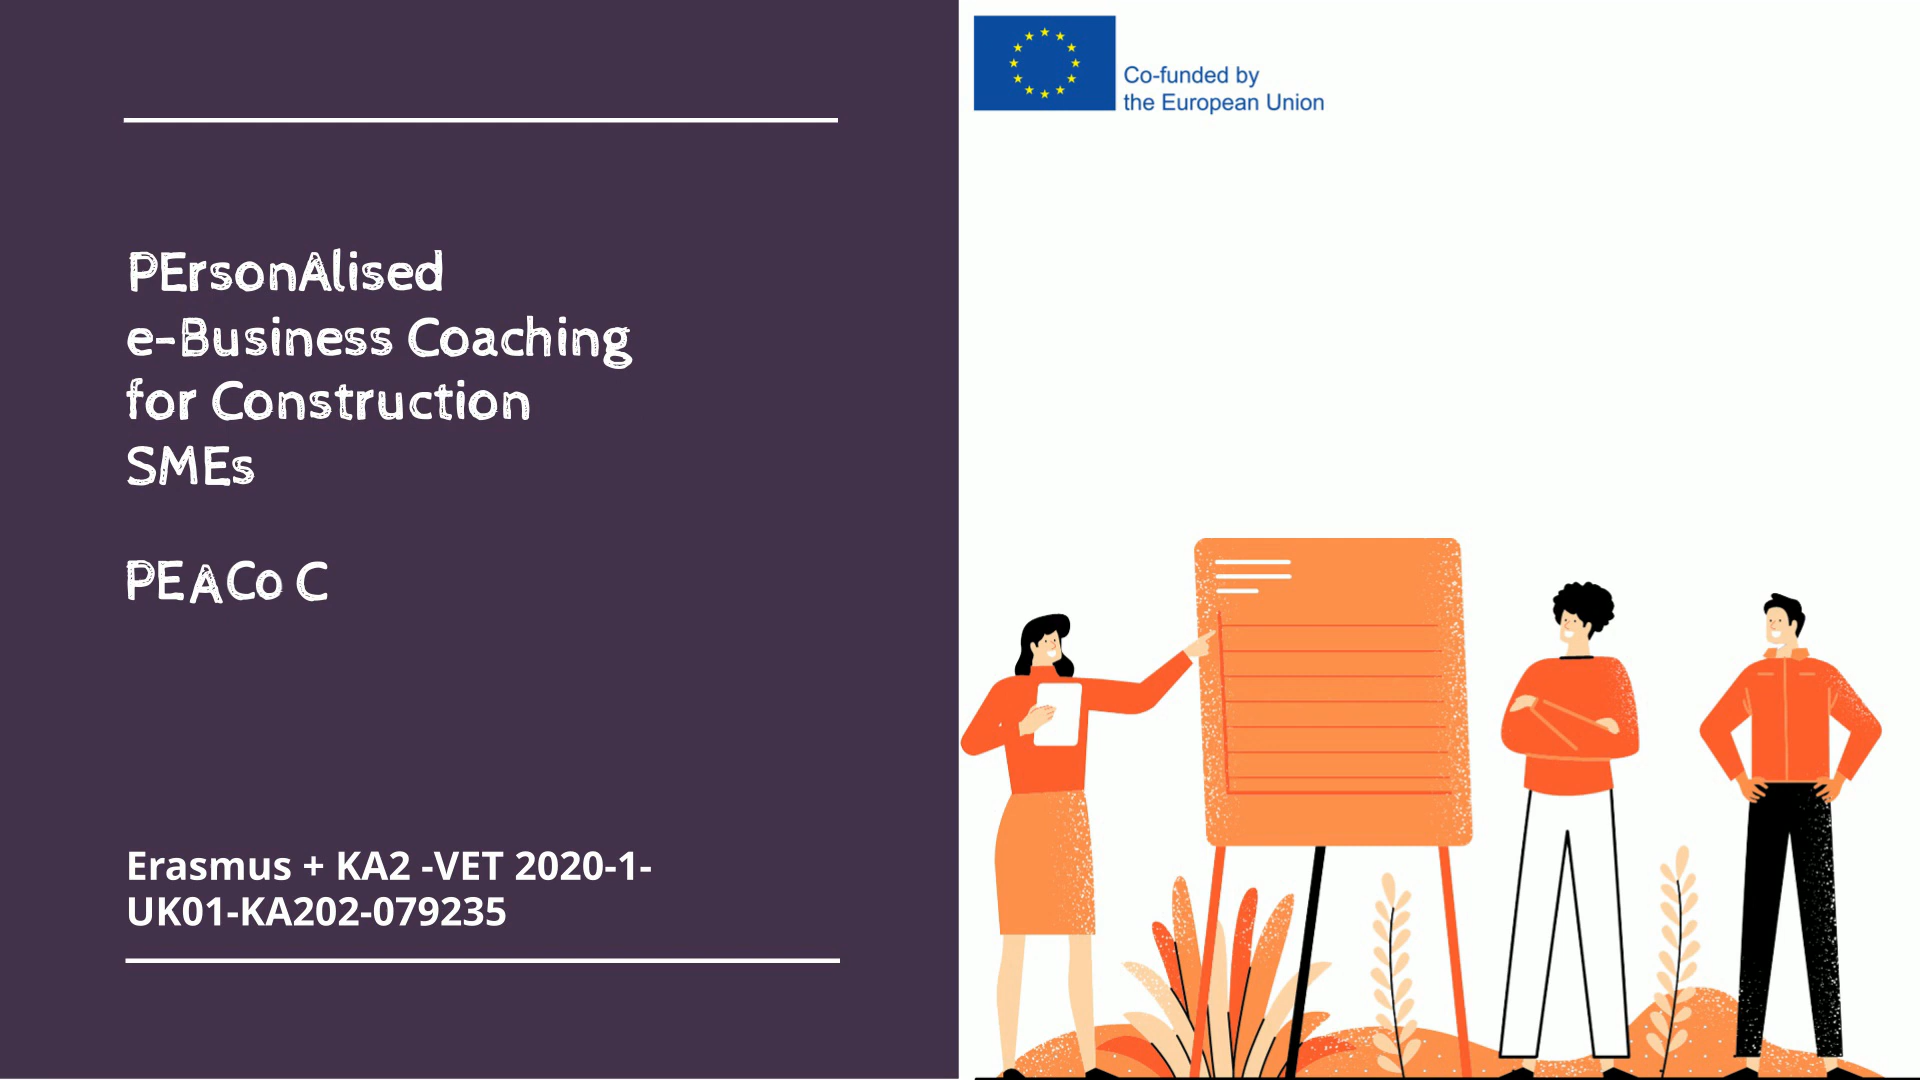 PErsonAlised
e-Business Coaching
for Construction
SMEs
PEACo C
Erasmus + KA2 -VET 2020-1-
UK01-KA202-079235
Co-funded by
the European Union